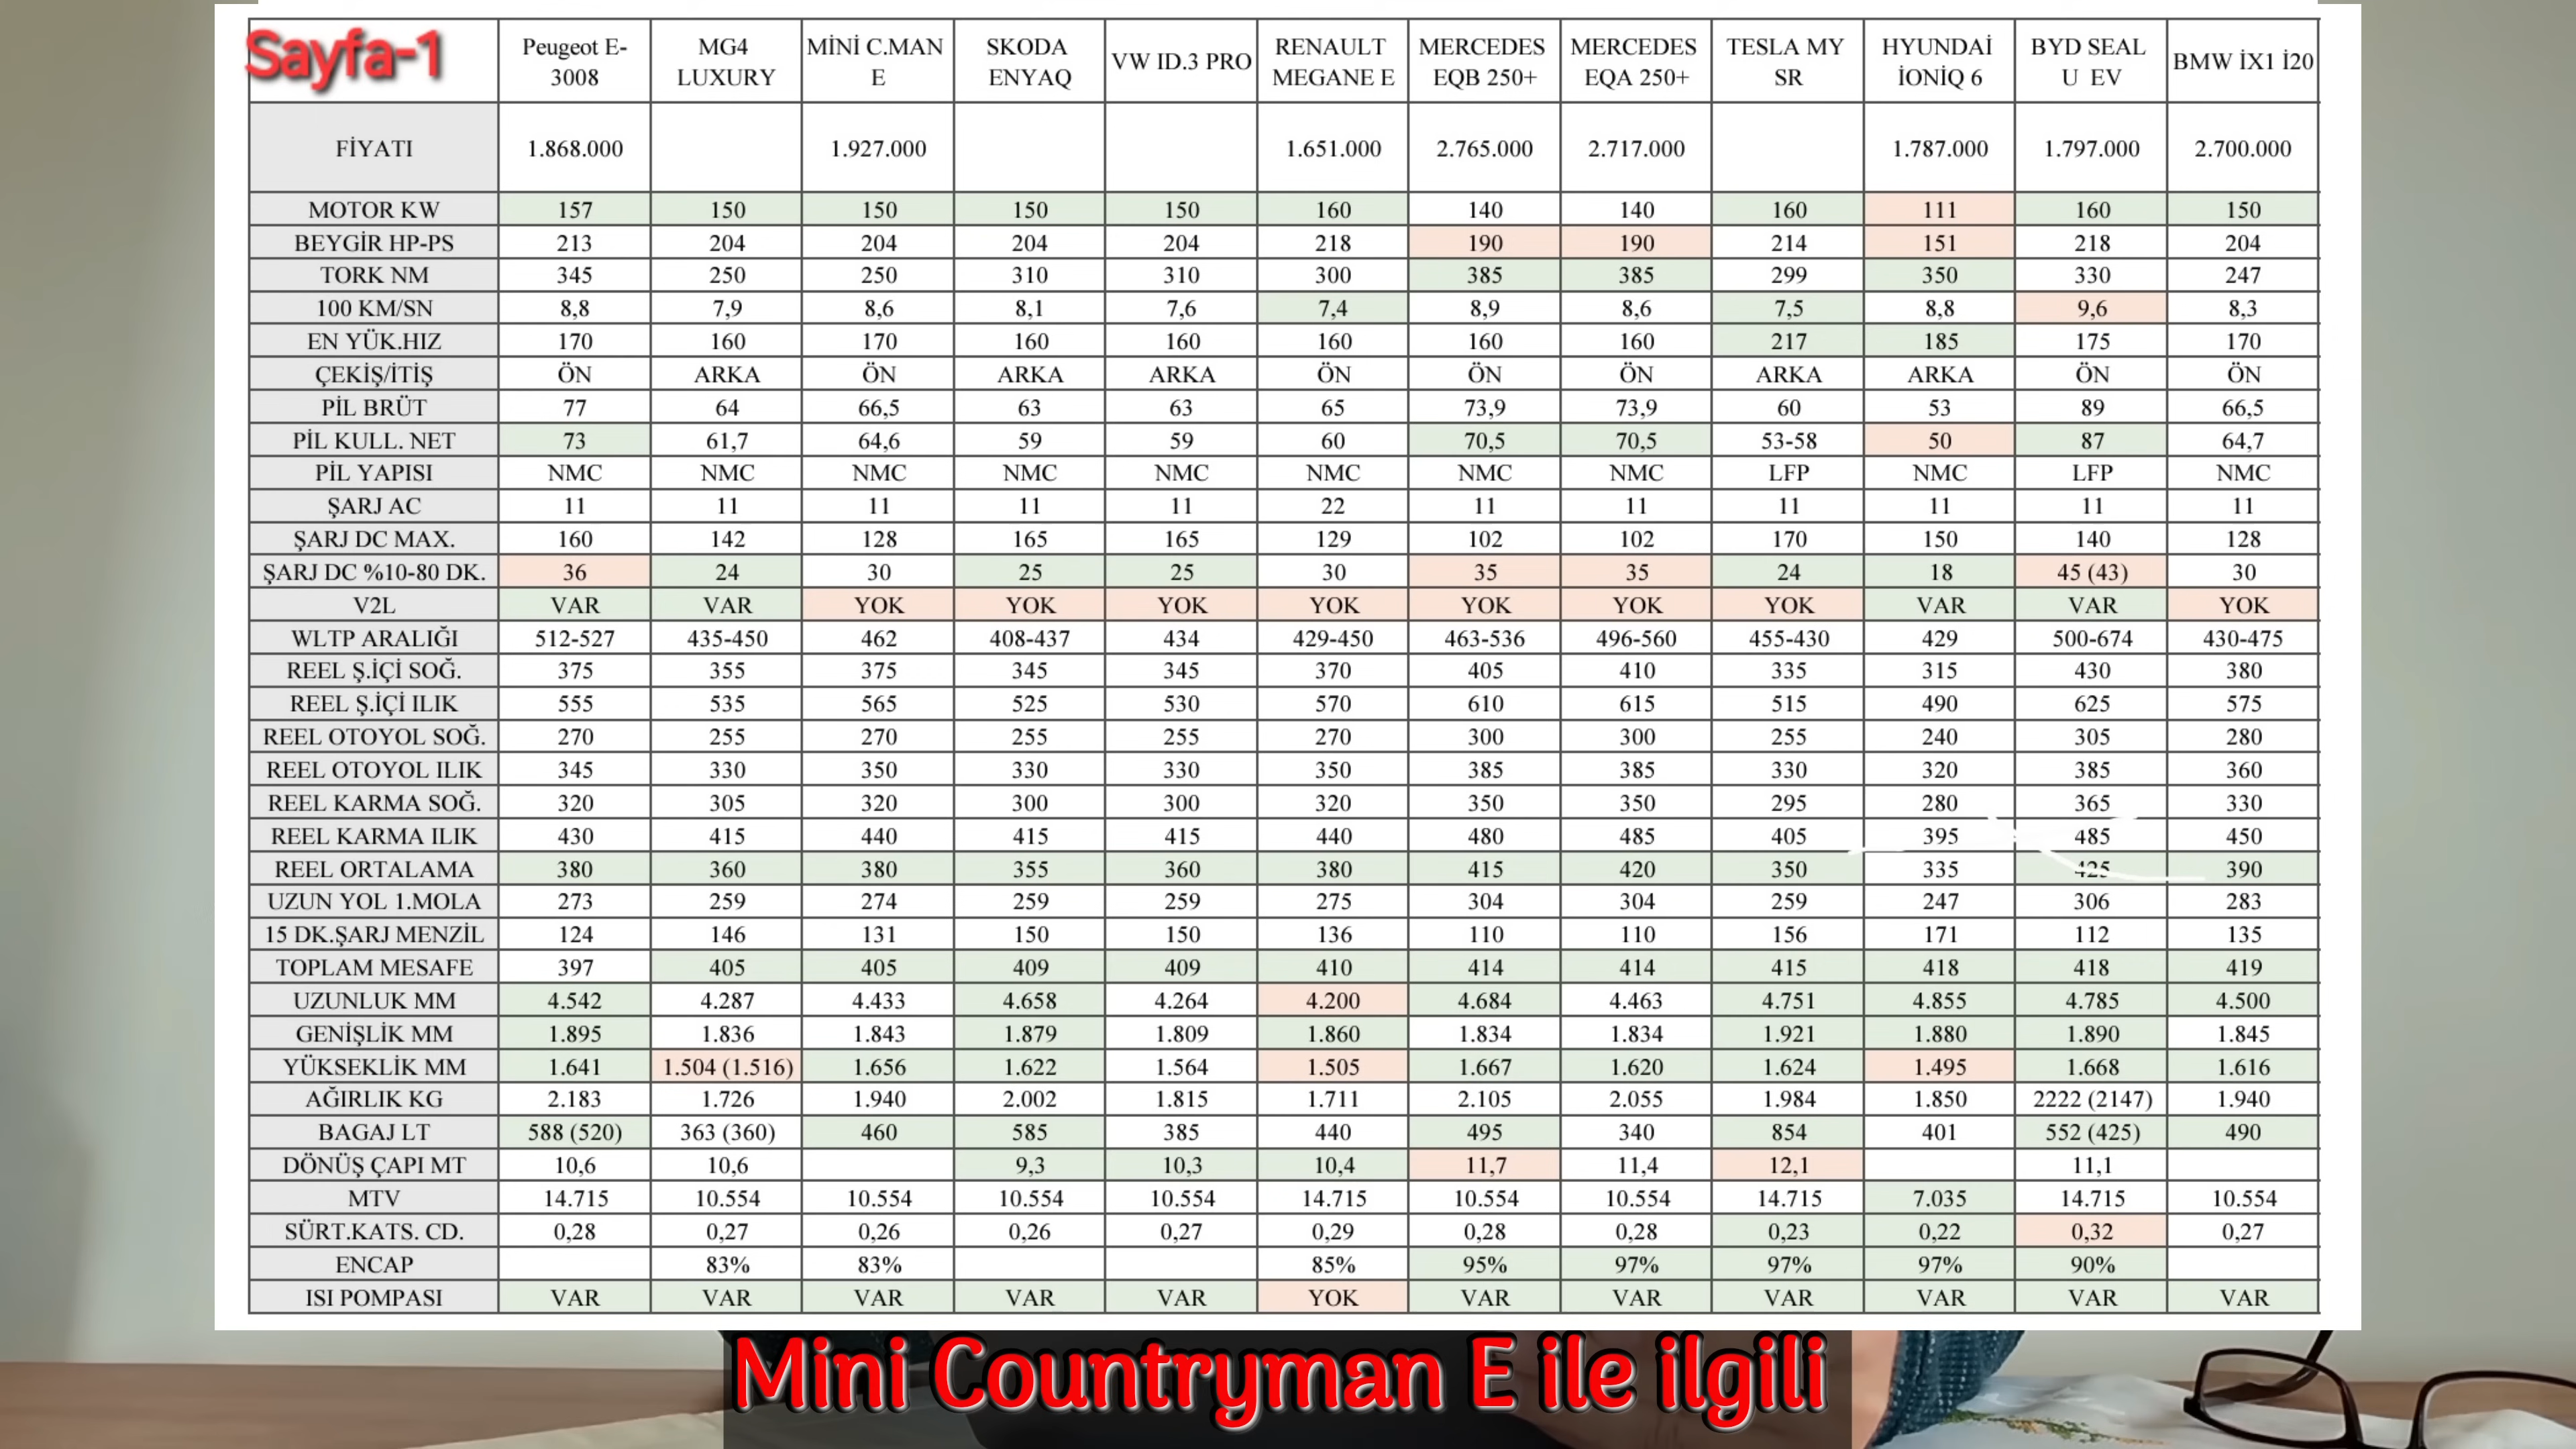 Sayfa-1 Peugeot E-3008 MG4 LUXURY MİNİ C.MAN E SKODA ENYAQ VW ID.3 PRO RENAULT MEGANE E MERCEDES EQB 250+ MERCEDES EQA 250+ TESLA MY SR HYUNDAİ İONİQ 6 BYD SEAL U EV BMW İX1 İ20
FİYATI 1.868.000 1.927.000 1.651.000 2.765.000 2.717.000 1.787.000 1.797.000 2.700.000
MOTOR KW 157 150 150 150 150 160 140 140 160 111 160 150
BEYGİR HP-PS 213 204 204 204 204 218 190 190 214 151 218 204
TORK NM 345 250 250 310 310 300 385 385 299 350 330 247
100 KM/SN 8,8 7,9 8,6 8,1 7,6 7,4 8,9 8,6 7,5 8,8 9,6 8,3
EN YÜK.HIZ 170 160 170 160 160 160 160 160 217 185 175 170
ÇEKİŞ/İTİŞ ÖN ARKA ÖN ARKA ARKA ÖN ÖN ÖN ARKA ARKA ÖN ÖN
PİL BRÜT 77 64 66,5 63 63 65 73,9 73,9 60 53 89 66,5
PİL KULL. NET 73 61,7 64,6 59 59 60 70,5 70,5 53-58 50 87 64,7
PİL YAPISI NMC NMC NMC NMC NMC NMC NMC NMC LFP NMC LFP NMC
ŞARJ AC 11 11 11 11 11 22 11 11 11 11 11 11
ŞARJ DC MAX. 160 142 128 165 165 129 102 102 170 150 140 128
ŞARJ DC %10-80 DK. 36 24 30 25 25 30 35 35 24 18 45 (43) 30
V2L VAR VAR YOK YOK YOK YOK YOK YOK YOK VAR VAR YOK
WLTP ARALIĞI 512-527 435-450 462 408-437 434 429-450 463-536 496-560 455-430 429 500-674 430-475
REEL Ş.İÇİ SOĞ. 375 355 375 345 345 370 405 410 335 315 430 380
REEL Ş.İÇİ ILIK 555 535 565 525 530 570 610 615 515 490 625 575
REEL OTOYOL SOĞ. 270 255 270 255 255 270 300 300 255 240 305 280
REEL OTOYOL ILIK 345 330 350 330 330 350 385 385 330 320 385 360
REEL KARMA SOĞ. 320 305 320 300 300 320 350 350 295 280 365 330
REEL KARMA ILIK 430 415 440 415 415 440 480 485 405 395 485 450
REEL ORTALAMA 380 360 380 355 360 380 415 420 350 335 425 390
UZUN YOL 1.MOLA 273 259 274 259 259 275 304 304 259 247 306 283
15 DK.ŞARJ MENZİL 124 146 131 150 150 136 110 110 156 171 112 135
TOPLAM MESAFE 397 405 405 409 409 410 414 414 415 418 418 419
UZUNLUK MM 4.542 4.287 4.433 4.658 4.264 4.200 4.684 4.463 4.751 4.855 4.785 4.500
GENİŞLİK MM 1.895 1.836 1.843 1.879 1.809 1.860 1.834 1.834 1.921 1.880 1.890 1.845
YÜKSEKLİK MM 1.641 1.504 (1.516) 1.656 1.622 1.564 1.505 1.667 1.620 1.624 1.495 1.668 1.616
AĞIRLIK KG 2.183 1.726 1.940 2.002 1.815 1.711 2.105 2.055 1.984 1.850 2222 (2147) 1.940
BAGAJ LT 588 (520) 363 (360) 460 585 385 440 495 340 854 401 552 (425) 490
DÖNÜŞ ÇAPI MT 10,6 10,6 9,3 10,3 10,4 11,7 11,4 12,1 11,1
MTV 14.715 10.554 10.554 10.554 10.554 14.715 10.554 10.554 14.715 7.035 14.715 10.554
SÜRT.KATS. CD. 0,28 0,27 0,26 0,26 0,27 0,29 0,28 0,28 0,23 0,22 0,32 0,27
ENCAP 83% 83% 85% 95% 97% 97% 97% 90%
ISI POMPASI VAR VAR VAR VAR VAR YOK VAR VAR VAR VAR VAR VAR
Mini Countryman E ile ilgili